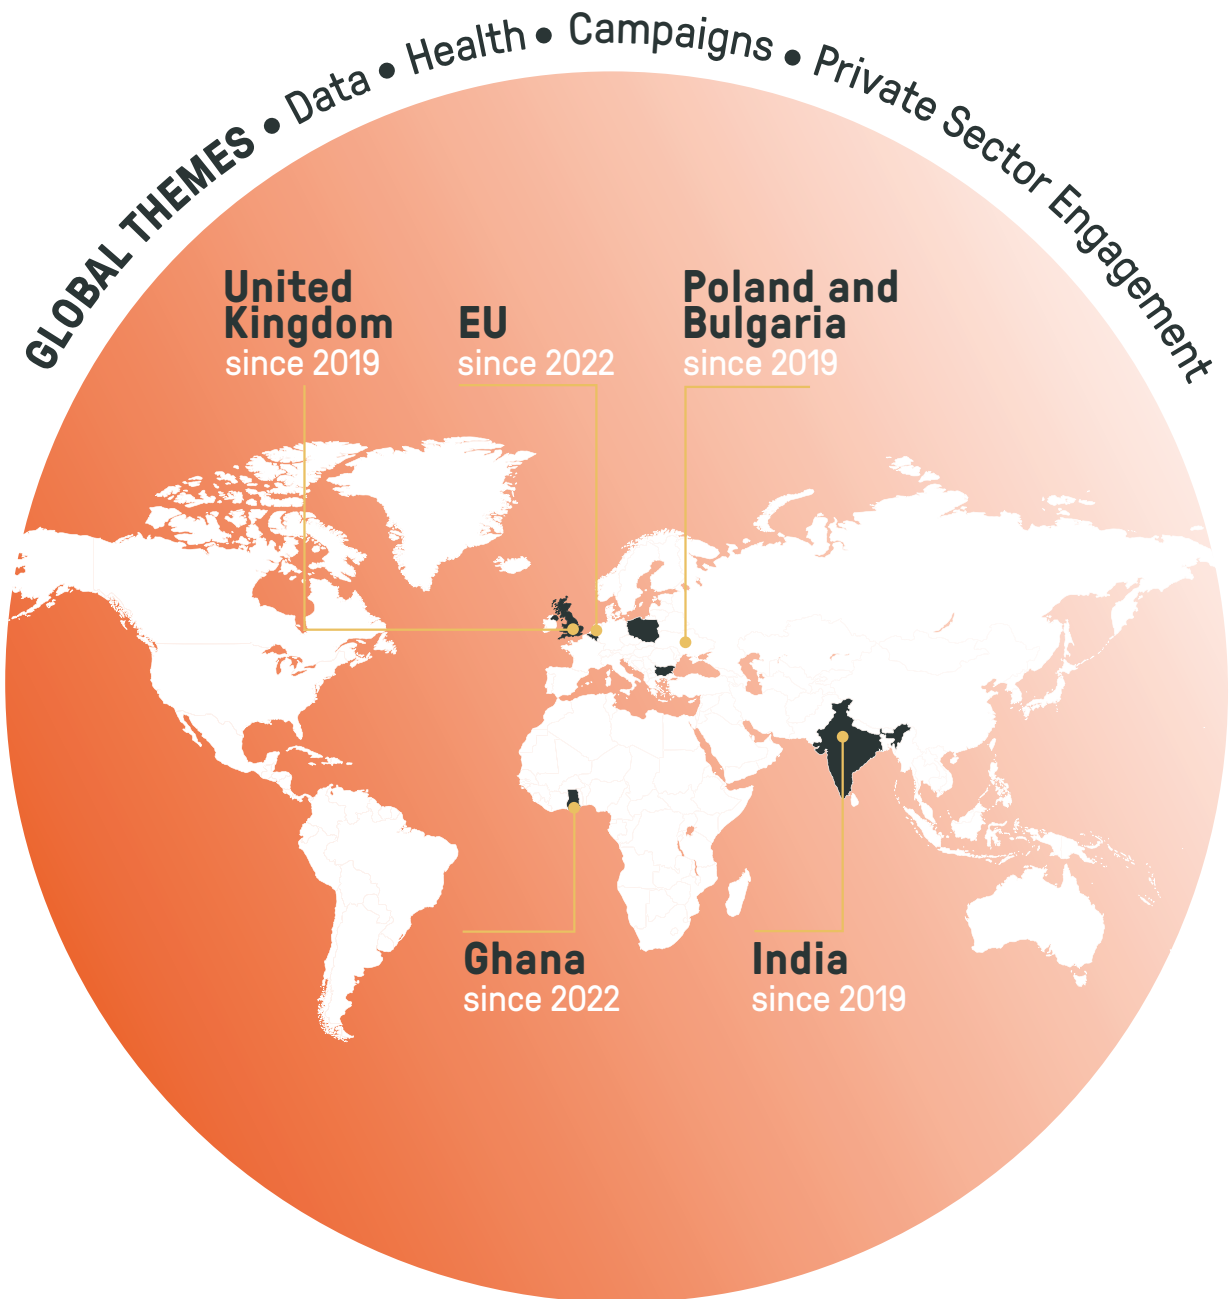 GLOBAL THEMES • Data • Health • Campaigns • Private Sector Engagement
United
Kingdom
since 2019
EU
since 2022
Poland and
Bulgaria
since 2019
Ghana
since 2022
India
since 2019